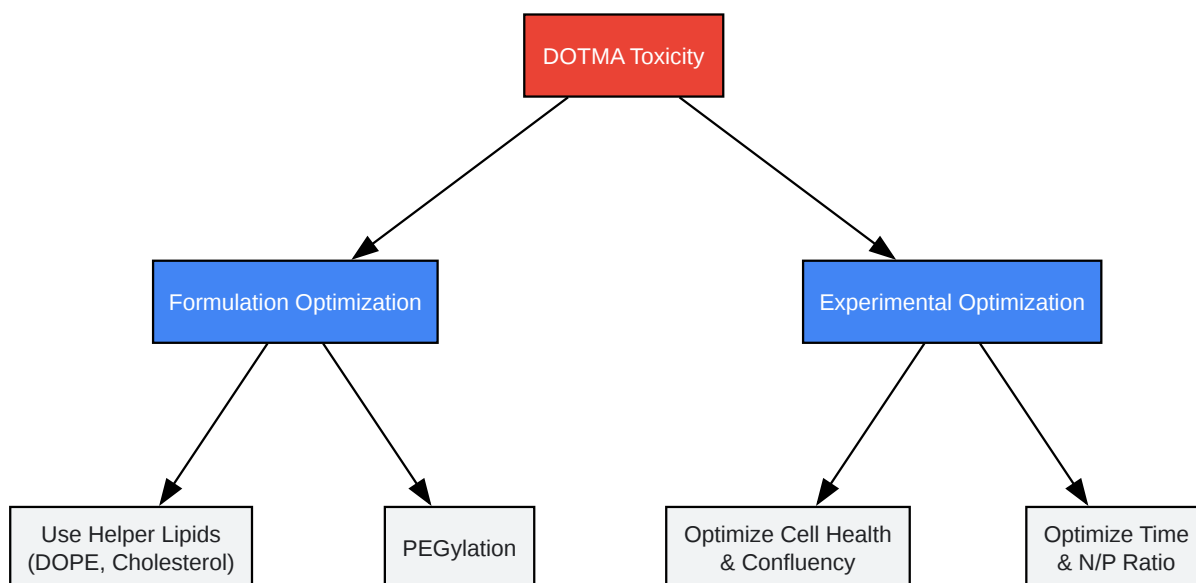 DOTMA Toxicity
Formulation Optimization
Experimental Optimization
Use Helper Lipids
(DOPE, Cholesterol)
PEGylation
Optimize Cell Health
& Confluency
Optimize Time
& N/P Ratio